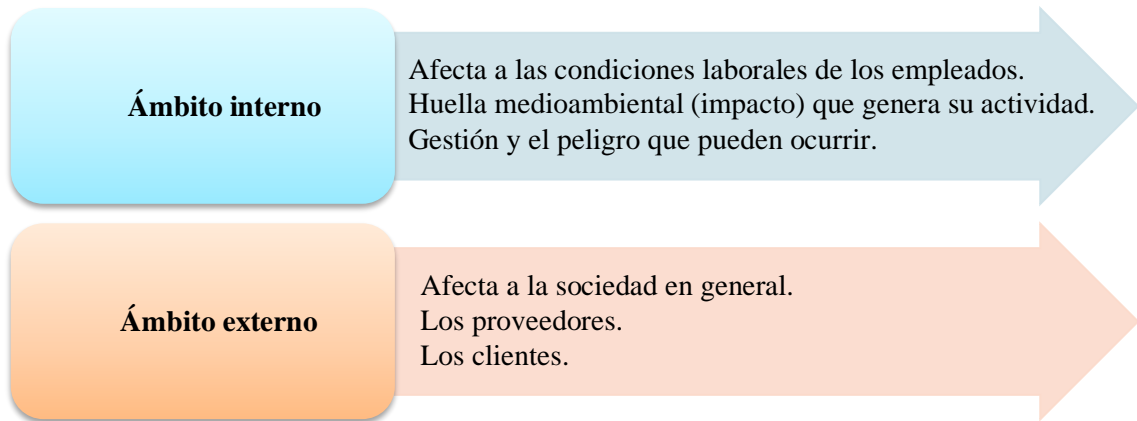 Ámbito interno
Afecta a las condiciones laborales de los empleados.
Huella medioambiental (impacto) que genera su actividad.
Gestión y el peligro que pueden ocurrir.
Ámbito externo
Afecta a la sociedad en general.
Los proveedores.
Los clientes.